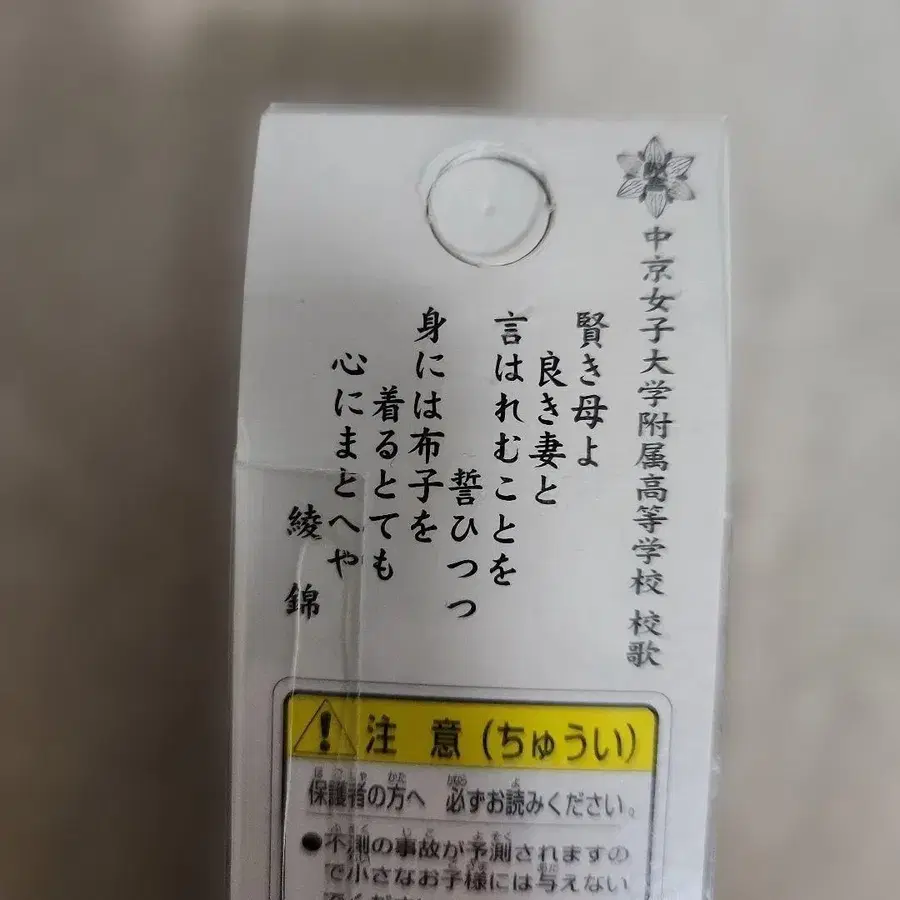 中京女子大学附属高等学校 校歌
賢き母よ
良き妻と
言はれむことを
誓ひつつ
身には布子を
着るとても
心にまとへや
綾 錦
注 意(ちゅうい)
保護者の方へ 必ずお読みください。
●不測の事故が予測されますの
で小さなお子様には与えない